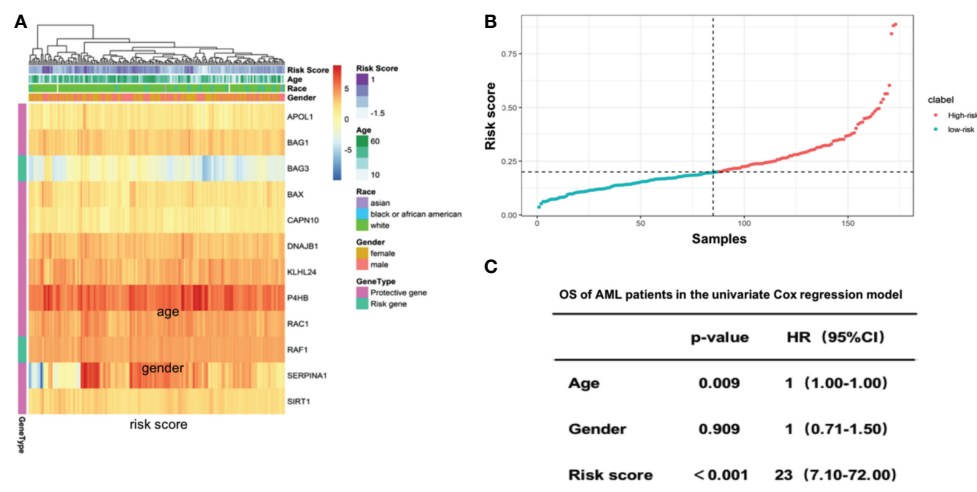 A
Risk Score
Age
Race
Gender
APOL1
BAG1
BAG3
BAX
CAPN10
DNAJB1
KLHL24
P4HB
RAC1
RAF1
SERPINA1
SIRT1
GeneType
age
gender
risk score
5
0
-5
Risk Score
1
-1.5
Age
60
10
Race
asian
black or african american
white
Gender
female
male
GeneType
Protective gene
Risk gene
B
Risk score
0.75
0.50
0.25
0.00
0
50
100
150
Samples
clabel
High-risk
low-risk
C
OS of AML patients in the univariate Cox regression model
p-value HR (95%CI)
Age 0.009 1 (1.00-1.00)
Gender 0.909 1 (0.71-1.50)
Risk score <0.001 23 (7.10-72.00)